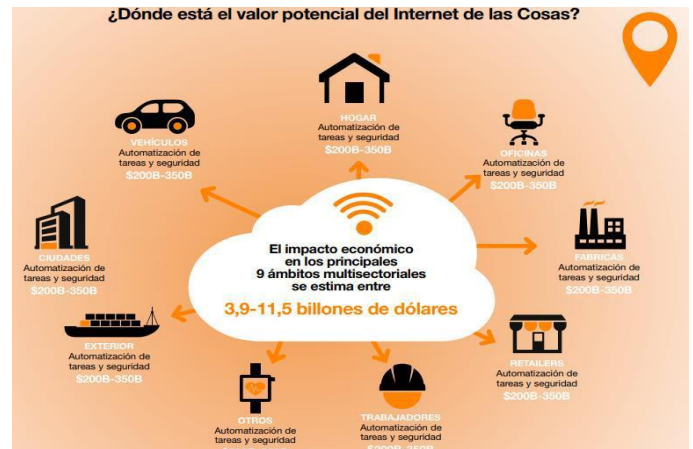 ¿Dónde está el valor potencial del Internet de las Cosas?
HOGAR
Automatización de
tareas y seguridad
$200B-350B
VEHÍCULOS
Automatización de
tareas y seguridad
$200B-350B
OFICINAS
Automatización de
tareas y seguridad
$200B-350B
CIUDADES
Automatización de
tareas y seguridad
$200B-350B
El impacto económico
en los principales
9 ámbitos multisectoriales
se estima entre
3,9-11,5 billones de dólares
FABRICAS
Automatización de
tareas y seguridad
$200B-350B
EXTERIOR
Automatización de
tareas y seguridad
$200B-350B
RETAILERS
Automatización de
tareas y seguridad
$200B-350B
OTROS
Automatización de
tareas y seguridad
TRABAJADORES
Automatización de
tareas y seguridad